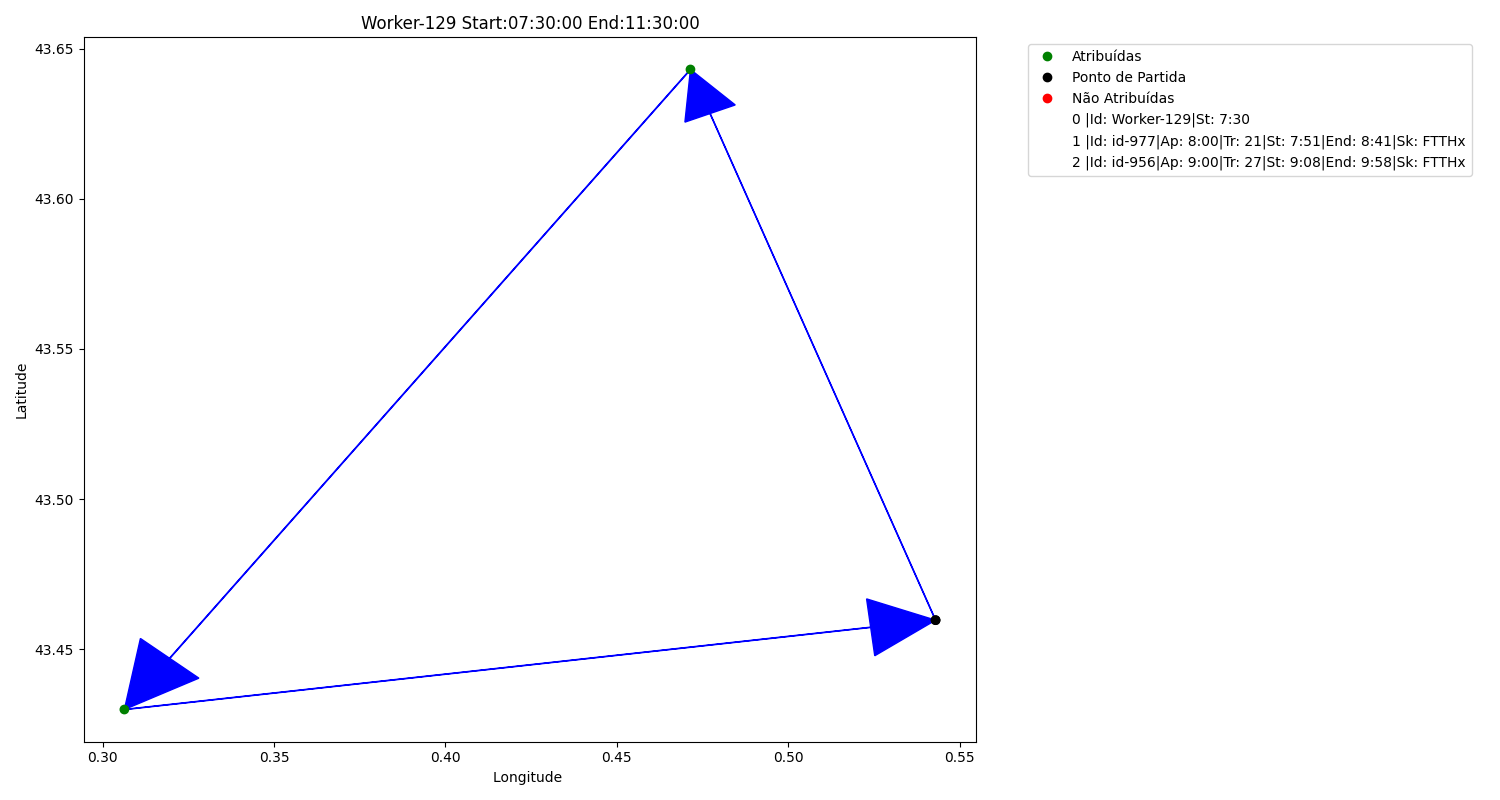 Worker-129 Start:07:30:00 End:11:30:00
43.65
43.60
43.55
43.50
43.45
Latitude
0.30
0.35
0.40
0.45
0.50
0.55
Longitude
Atribuídas
Ponto de Partida
Não Atribuídas
0 |Id: Worker-129|St: 7:30
1 |Id: id-977|Ap: 8:00|Tr: 21|St: 7:51|End: 8:41|Sk: FTTHx
2 |Id: id-956|Ap: 9:00|Tr: 27|St: 9:08|End: 9:58|Sk: FTTHx